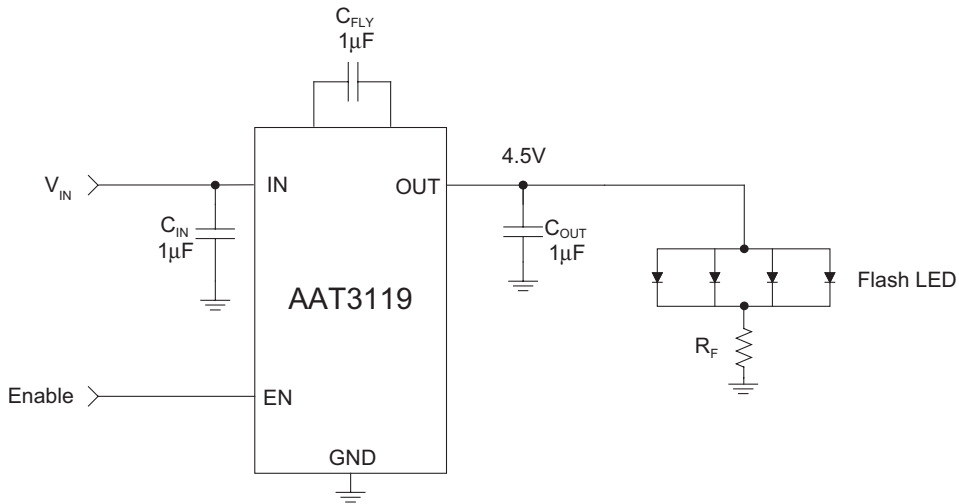 C_FLY
1µF
4.5V
V_IN
IN
OUT
C_IN
1µF
C_OUT
1µF
Flash LED
AAT3119
R_F
Enable
EN
GND